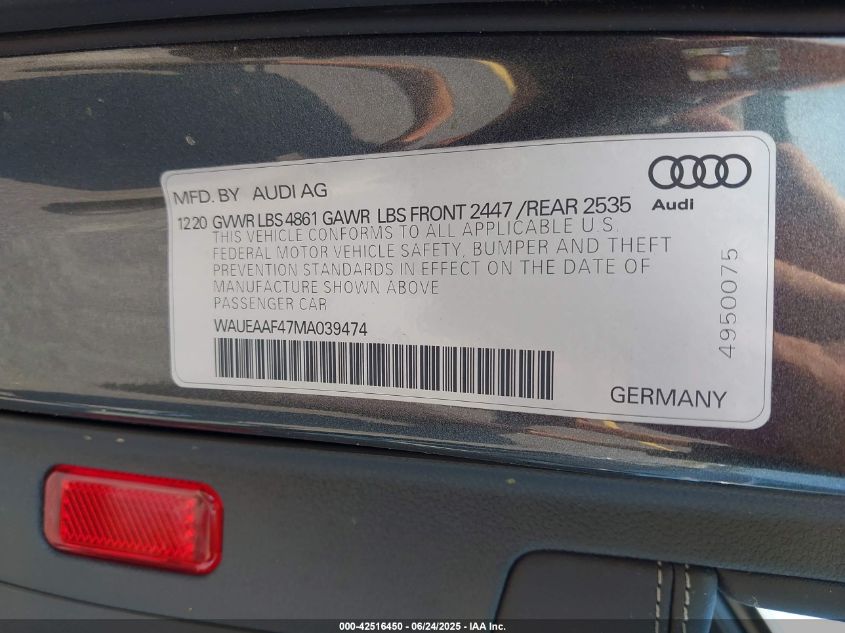 MFD. BY AUDI AG
Audi
12 20 GVWR LBS 4861 GAWR LBS FRONT 2447 /REAR 2535
THIS VEHICLE CONFORMS TO ALL APPLICABLE U.S.
FEDERAL MOTOR VEHICLE SAFETY, BUMPER AND THEFT
PREVENTION STANDARDS IN EFFECT ON THE DATE OF
MANUFACTURE SHOWN ABOVE
PASSENGER CAR
WAUEAAF47MA039474
GERMANY
4950075
000-42516450 - 06/24/2025 - IAA Inc.